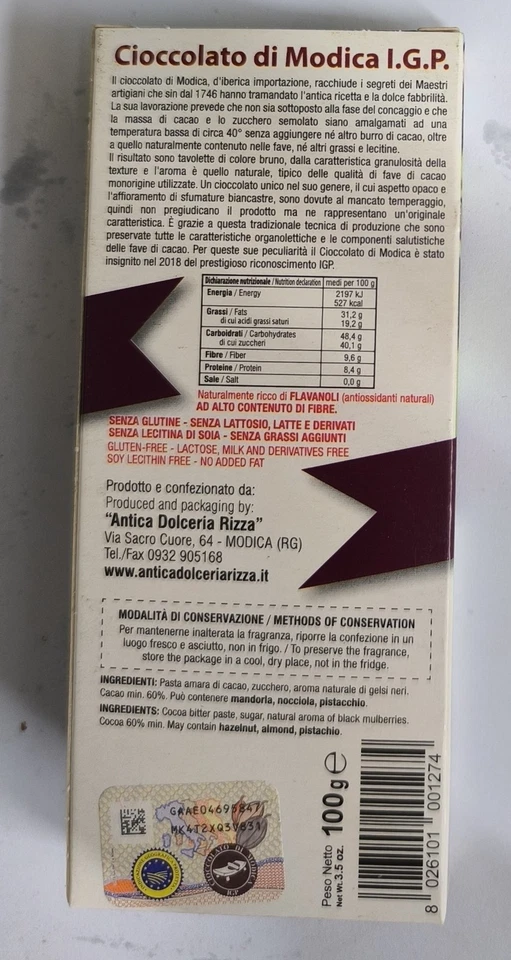 Cioccolato di Modica I.G.P.
Il cioccolato di Modica, d'iberica importazione, racchiude i segreti dei Maestri
artigiani che sin dal 1746 hanno tramandato l'antica ricetta e la dolce fabbrilità.
La sua lavorazione prevede che non sia sottoposto alla fase del concaggio e che
la massa di cacao e lo zucchero semolato siano amalgamati ad una
temperatura bassa di circa 40° senza aggiungere né altro burro di cacao, oltre
a quello naturalmente contenuto nelle fave, né altri grassi e lecitine.
Il risultato sono tavolette di colore bruno, dalla caratteristica granulosità della
texture e l'aroma è quello naturale, tipico delle qualità di fave di cacao
monorigine utilizzate. Un cioccolato unico nel suo genere, il cui aspetto opaco e
l'affioramento di sfumature biancastre, sono dovute al mancato temperaggio,
quindi non pregiudicano il prodotto ma ne rappresentano un'originale
caratteristica. È grazie a questa tradizionale tecnica di produzione che sono
preservate tutte le caratteristiche organolettiche e le componenti salutistiche
delle fave di cacao. Per queste sue peculiarità il Cioccolato di Modica è stato
insignito nel 2018 del prestigioso riconoscimento IGP.
Dichiarazione nutrizionale / Nutrition declaration medi per 100 g
Energia / Energy 2197 kJ
527 kcal
Grassi / Fats 31,2 g
di cui acidi grassi saturi 19,2 g
Carboidrati / Carbohydrates 48,4 g
di cui zuccheri 40,1 g
Fibre / Fiber 9,6 g
Proteine / Protein 8,4 g
Sale / Salt 0,0 g
Naturalmente ricco di FLAVANOLI (antiossidanti naturali)
AD ALTO CONTENUTO DI FIBRE.
SENZA GLUTINE - SENZA LATTOSIO, LATTE E DERIVATI
SENZA LECITINA DI SOIA - SENZA GRASSI AGGIUNTI
GLUTEN-FREE - LACTOSE, MILK AND DERIVATIVES FREE
SOY LECITHIN FREE - NO ADDED FAT
Prodotto e confezionato da:
Produced and packaging by:
"Antica Dolceria Rizza"
Via Sacro Cuore, 64 - MODICA (RG)
Tel./Fax 0932 905168
www.anticadolceriarizza.it
MODALITÀ DI CONSERVAZIONE / METHODS OF CONSERVATION
Per mantenerne inalterata la fragranza, riporre la confezione in un
luogo fresco e asciutto, non in frigo. / To preserve the fragrance,
store the package in a cool, dry place, not in the fridge.
INGREDIENTI: Pasta amara di cacao, zucchero, aroma naturale di gelsi neri.
Cacao min. 60%. Può contenere mandorla, nocciola, pistacchio.
INGREDIENTS: Cocoa bitter paste, sugar, natural aroma of black mulberries.
Cocoa 60% min. May contain hazelnut, almond, pistachio.
CIOCCOLATO DI MODICA
IGP
Peso Netto 100g e
Net Wt. 3.5 oz.
8 026101 001274